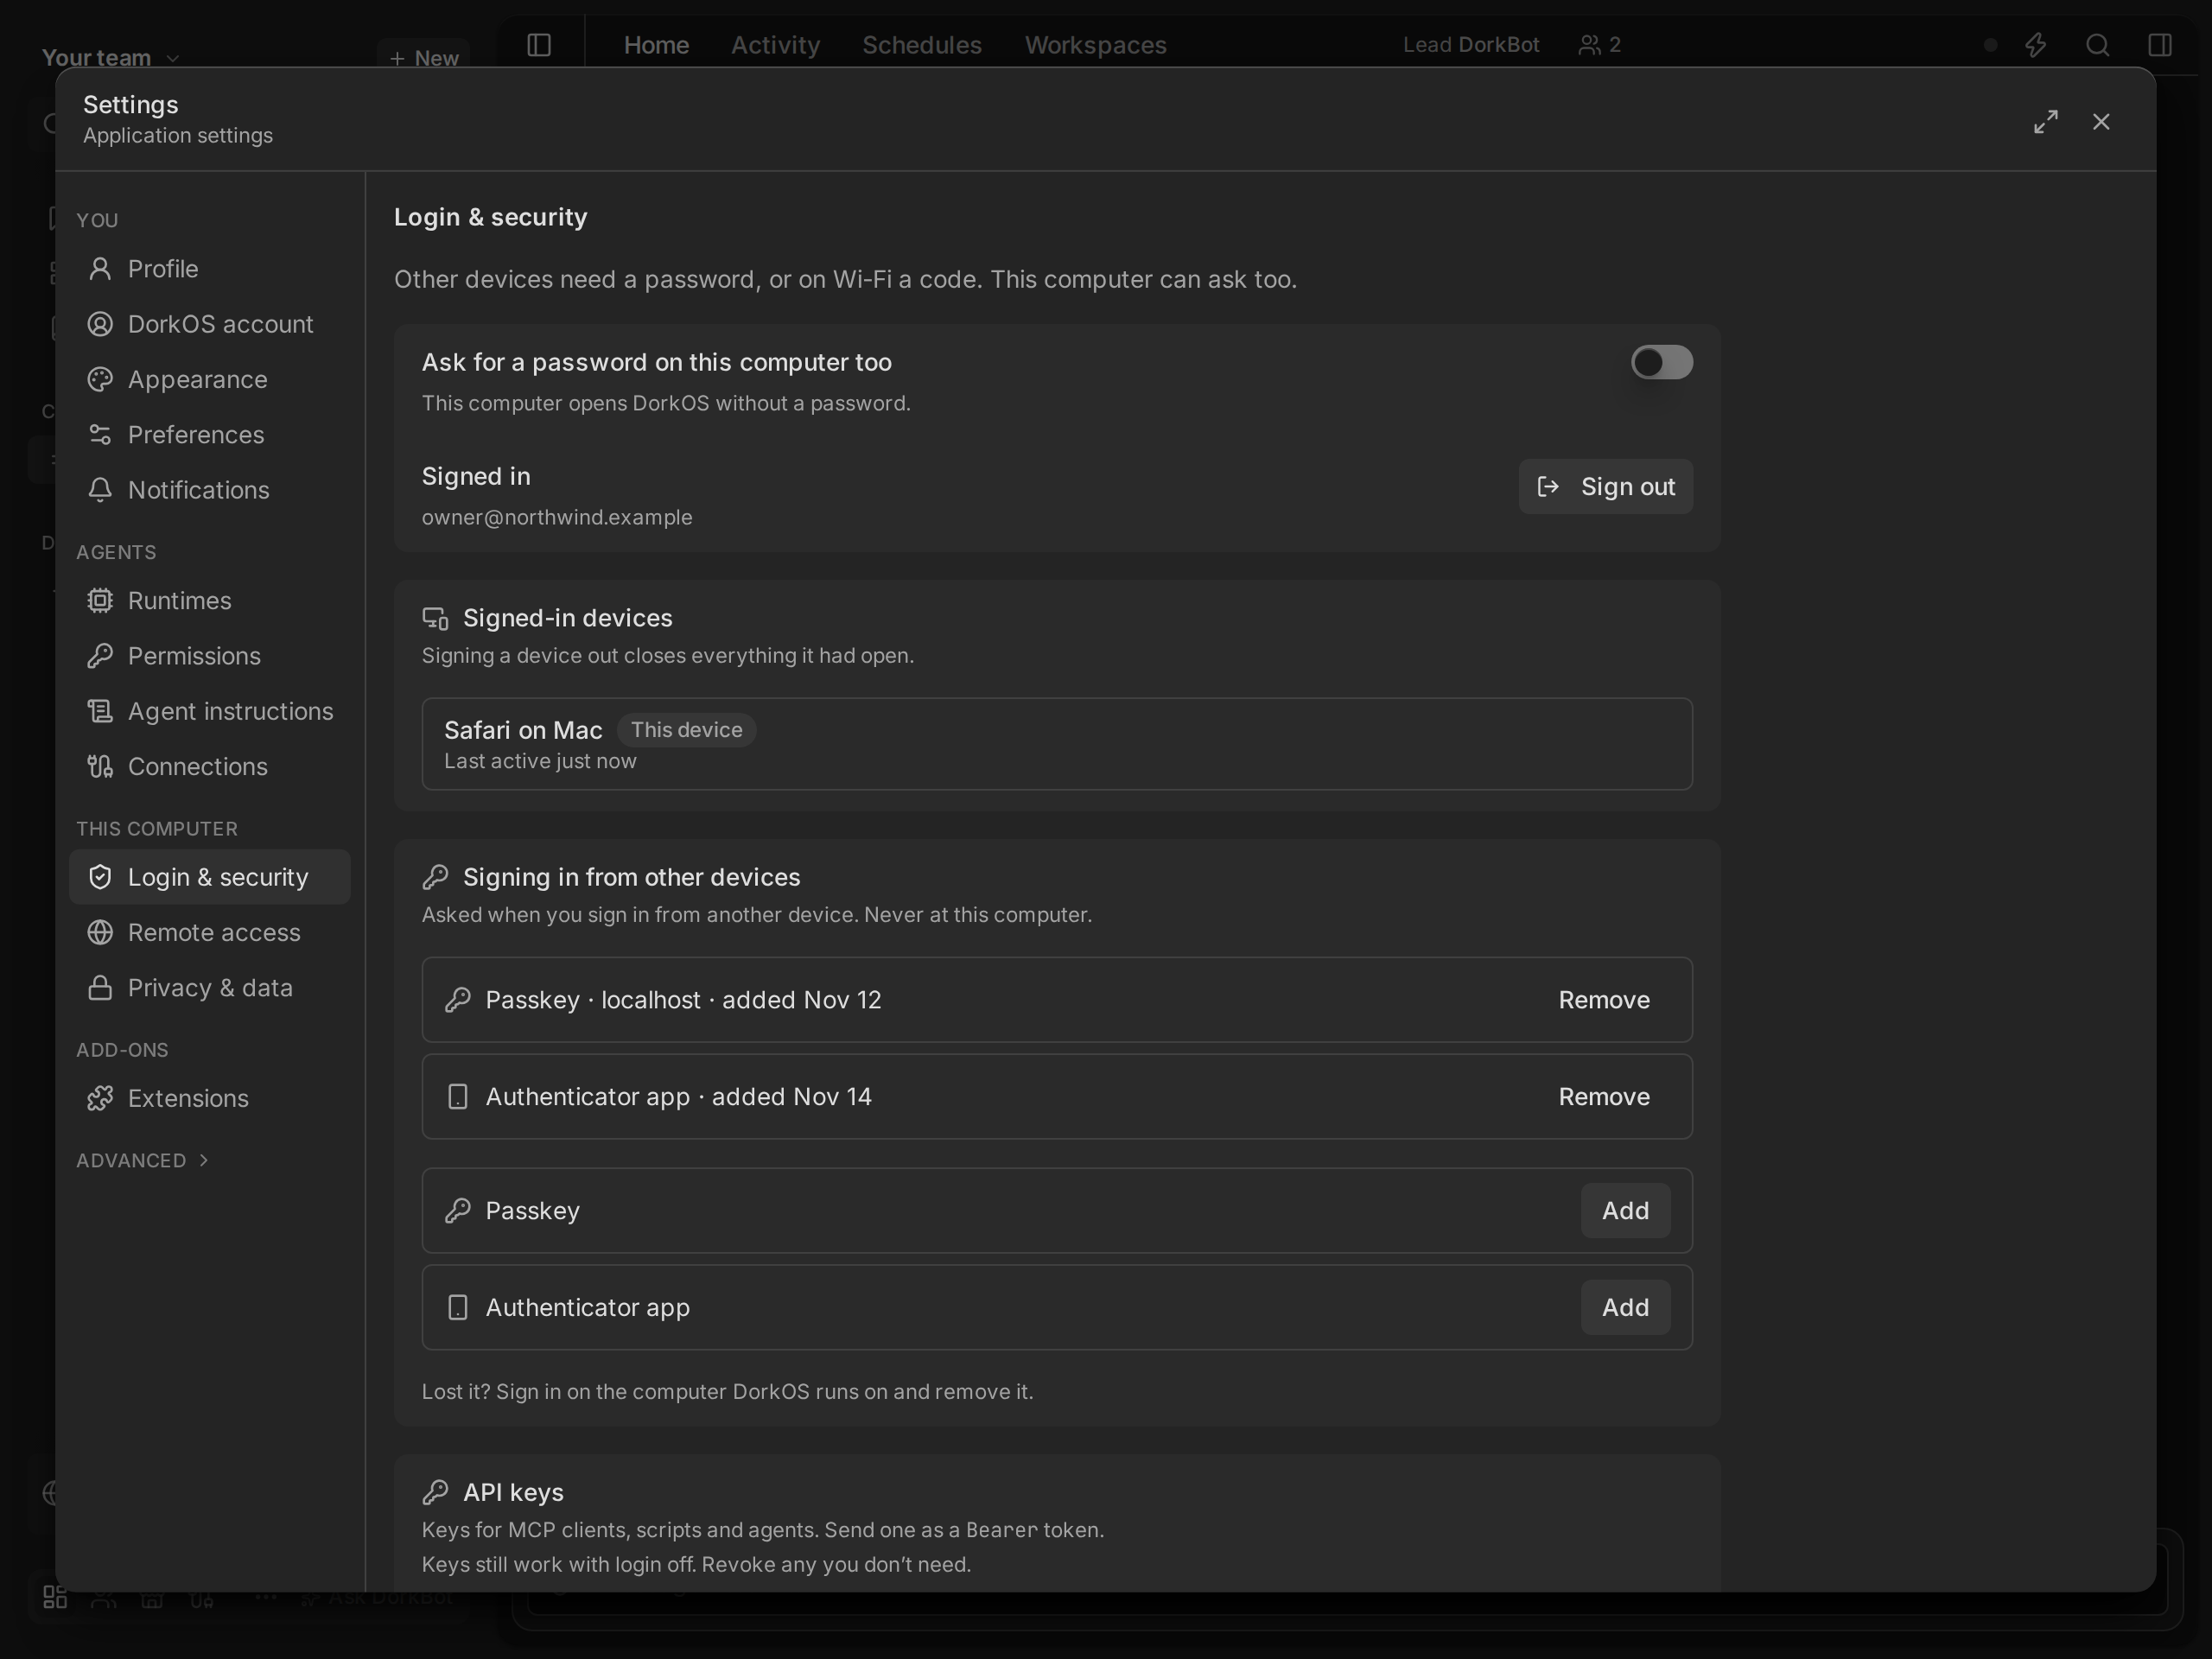 Your team
New
Home
Activity
Schedules
Workspaces
Lead DorkBot
2
Settings
Application settings
YOU
Profile
DorkOS account
Appearance
Preferences
Notifications
AGENTS
Runtimes
Permissions
Agent instructions
Connections
THIS COMPUTER
Login & security
Remote access
Privacy & data
ADD-ONS
Extensions
ADVANCED
Login & security
Other devices need a password, or on Wi-Fi a code. This computer can ask too.
Ask for a password on this computer too
This computer opens DorkOS without a password.
Signed in
owner@northwind.example
Sign out
Signed-in devices
Signing a device out closes everything it had open.
Safari on Mac
This device
Last active just now
Signing in from other devices
Asked when you sign in from another device. Never at this computer.
Passkey · localhost · added Nov 12
Remove
Authenticator app · added Nov 14
Remove
Passkey
Add
Authenticator app
Add
Lost it? Sign in on the computer DorkOS runs on and remove it.
API keys
Keys for MCP clients, scripts and agents. Send one as a Bearer token.
Keys still work with login off. Revoke any you don’t need.
Ask DorkBot